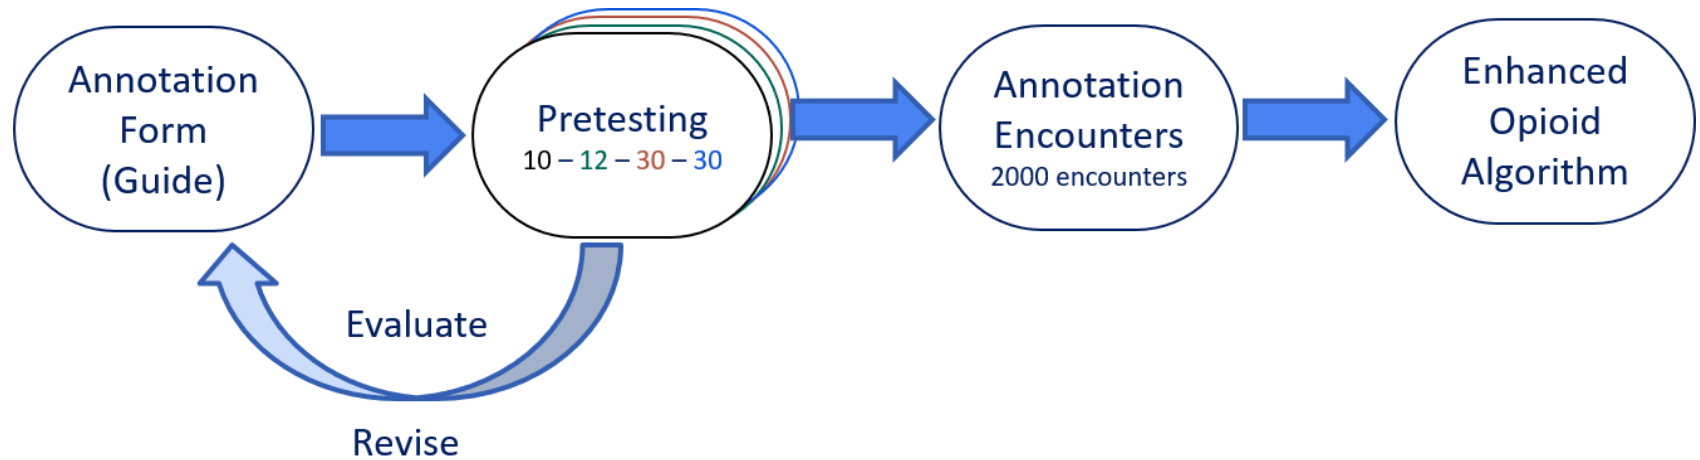 Annotation
Form
(Guide)
Pretesting
10 – 12 – 30 – 30
Annotation
Encounters
2000 encounters
Enhanced
Opioid
Algorithm
Evaluate
Revise